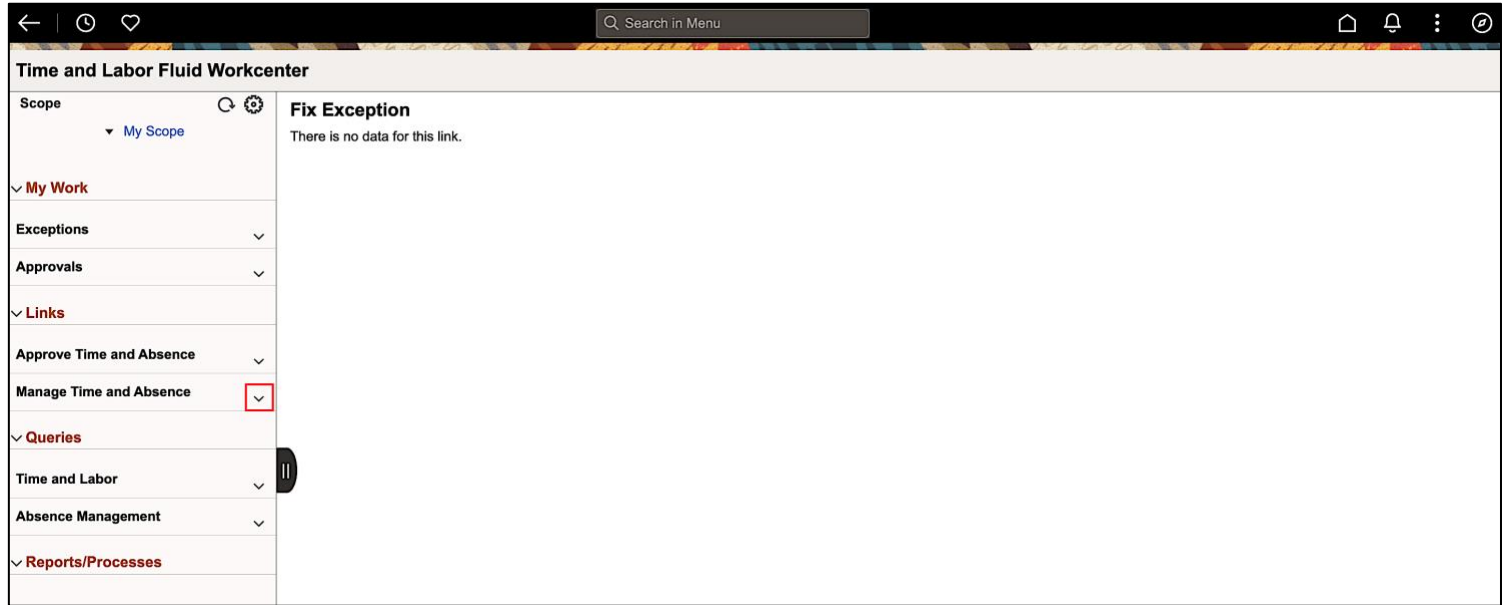 Search in Menu
Time and Labor Fluid Workcenter
Scope
My Scope
My Work
Exceptions
Approvals
Links
Approve Time and Absence
Manage Time and Absence
Queries
Time and Labor
Absence Management
Reports/Processes
Fix Exception
There is no data for this link.